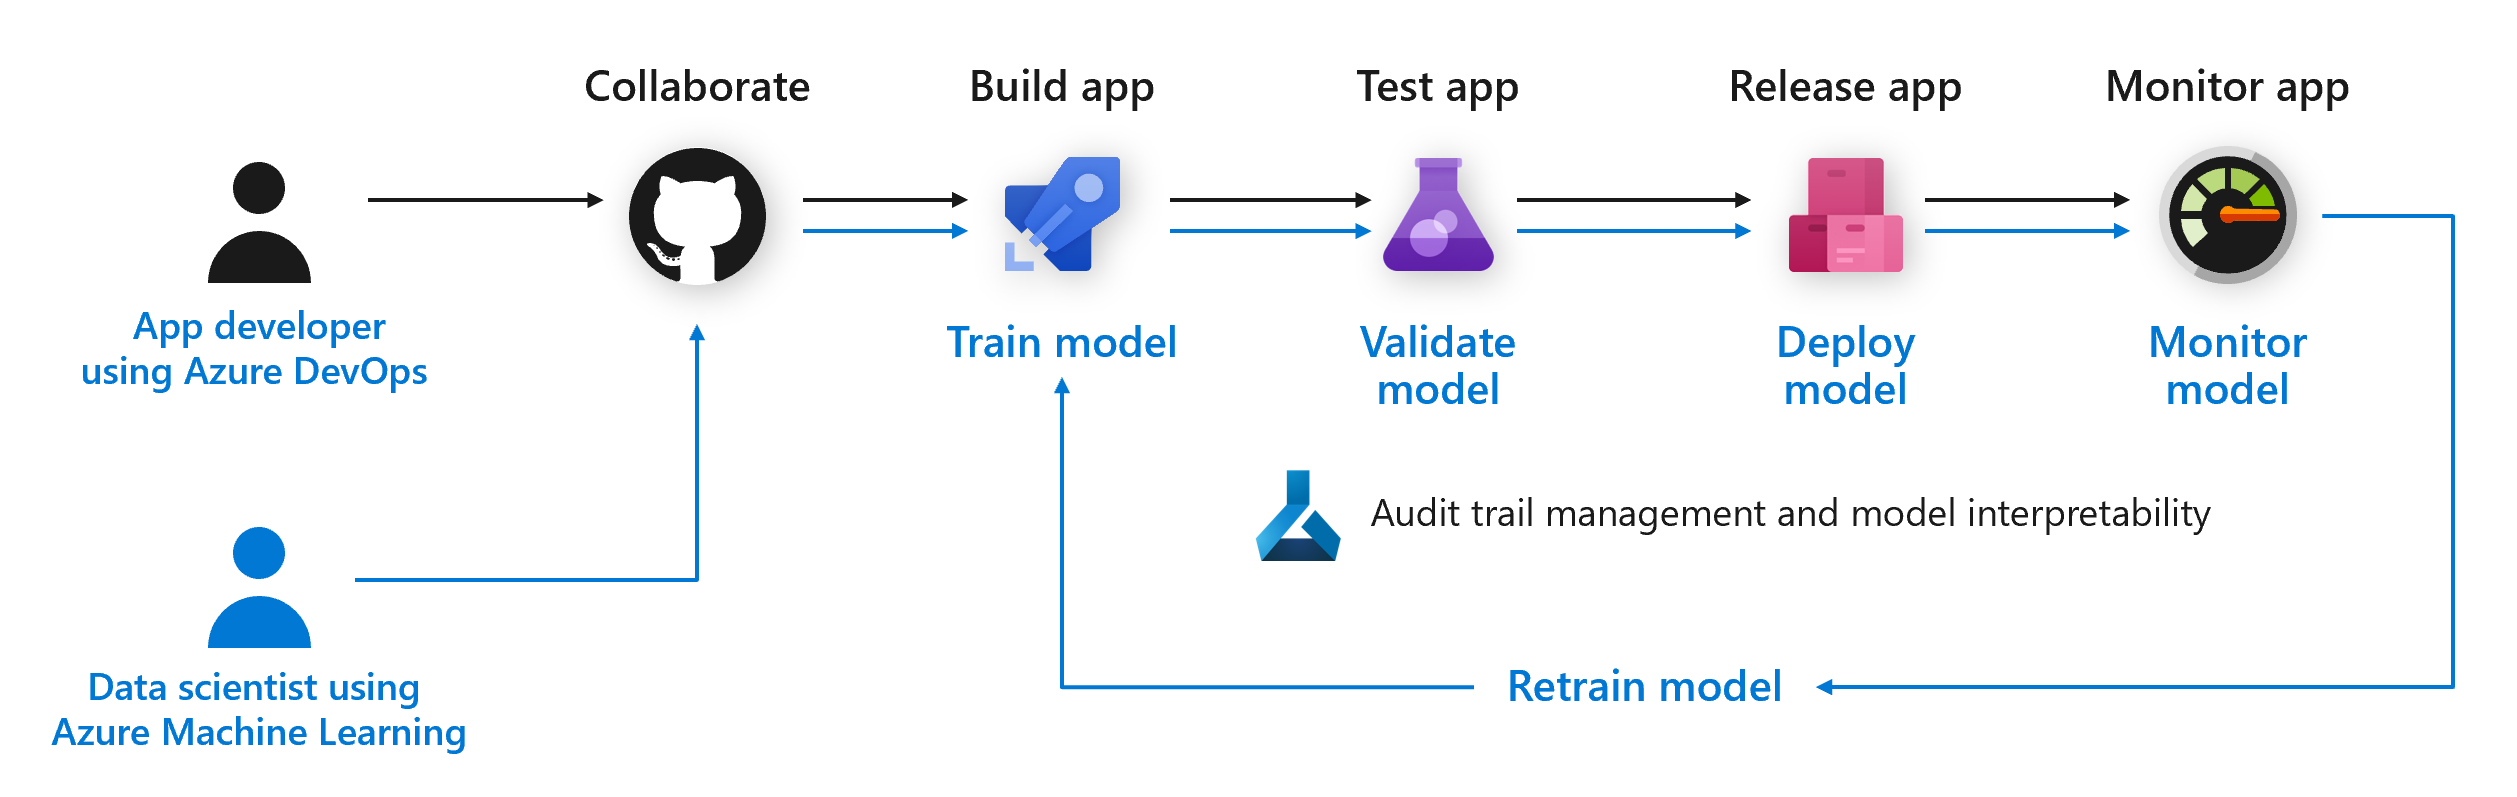 Collaborate
Build app
Test app
Release app
Monitor app
App developer
using Azure DevOps
Train model
Validate
model
Deploy
model
Monitor
model
Audit trail management and model interpretability
Data scientist using
Azure Machine Learning
Retrain model